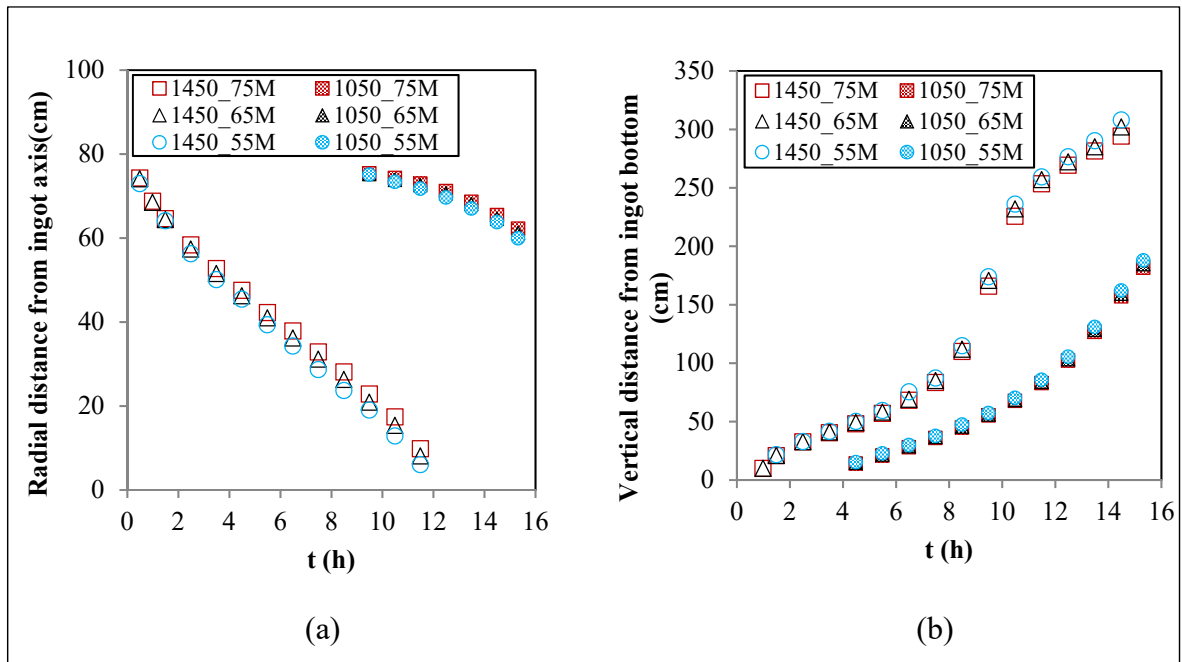 100
80
60
40
20
0
0 2 4 6 8 10 12 14 16
Radial distance from ingot axis(cm)
t (h)
1450_75M 1050_75M
1450_65M 1050_65M
1450_55M 1050_55M
(a)
350
300
250
200
150
100
50
0
0 2 4 6 8 10 12 14 16
Vertical distance from ingot bottom
(cm)
t (h)
1450_75M 1050_75M
1450_65M 1050_65M
1450_55M 1050_55M
(b)